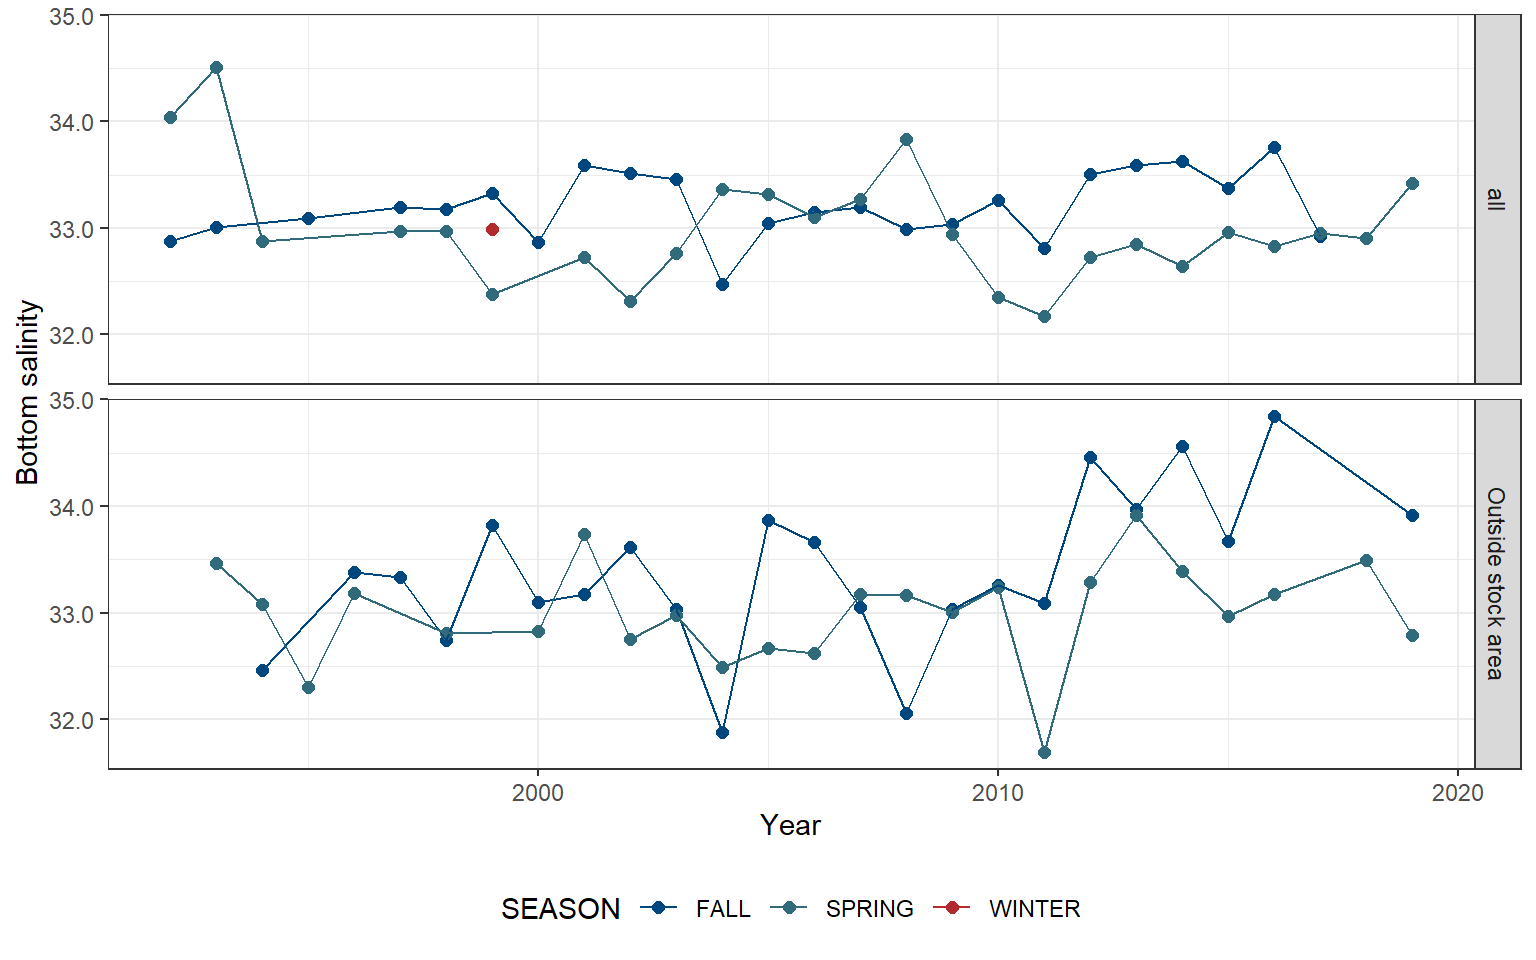 35.0
34.0
33.0
32.0
all
35.0
34.0
33.0
32.0
Outside stock area
Bottom salinity
2000
2010
2020
Year
SEASON FALL SPRING WINTER